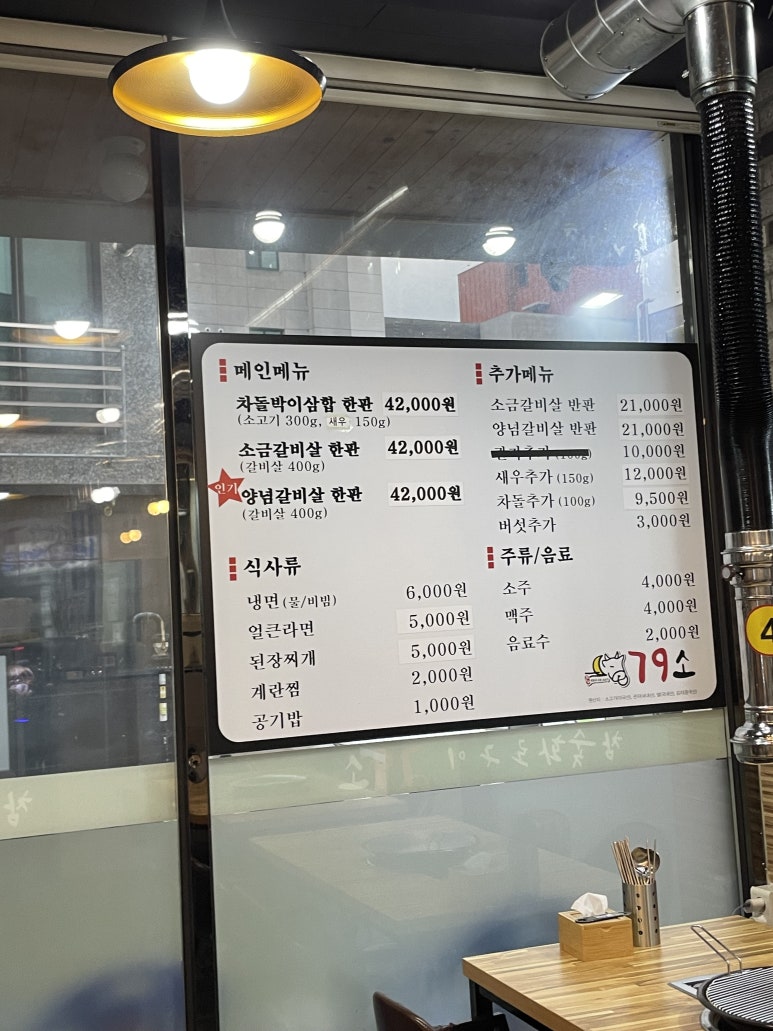 메인메뉴
차돌박이삼합 한판 42,000원
(소고기 300g, 새우 150g)
소금갈비살 한판 42,000원
(갈비살 400g)
인기 양념갈비살 한판 42,000원
(갈비살 400g)
식사류
냉면 (물/비빔) 6,000원
얼큰라면 5,000원
된장찌개 5,000원
계란찜 2,000원
공기밥 1,000원
추가메뉴
소금갈비살 반판 21,000원
양념갈비살 반판 21,000원
10,000원
새우추가 (150g) 12,000원
차돌추가 (100g) 9,500원
버섯추가 3,000원
주류/음료
소주 4,000원
맥주 4,000원
음료수 2,000원
79소
참숯화로구이
참
4